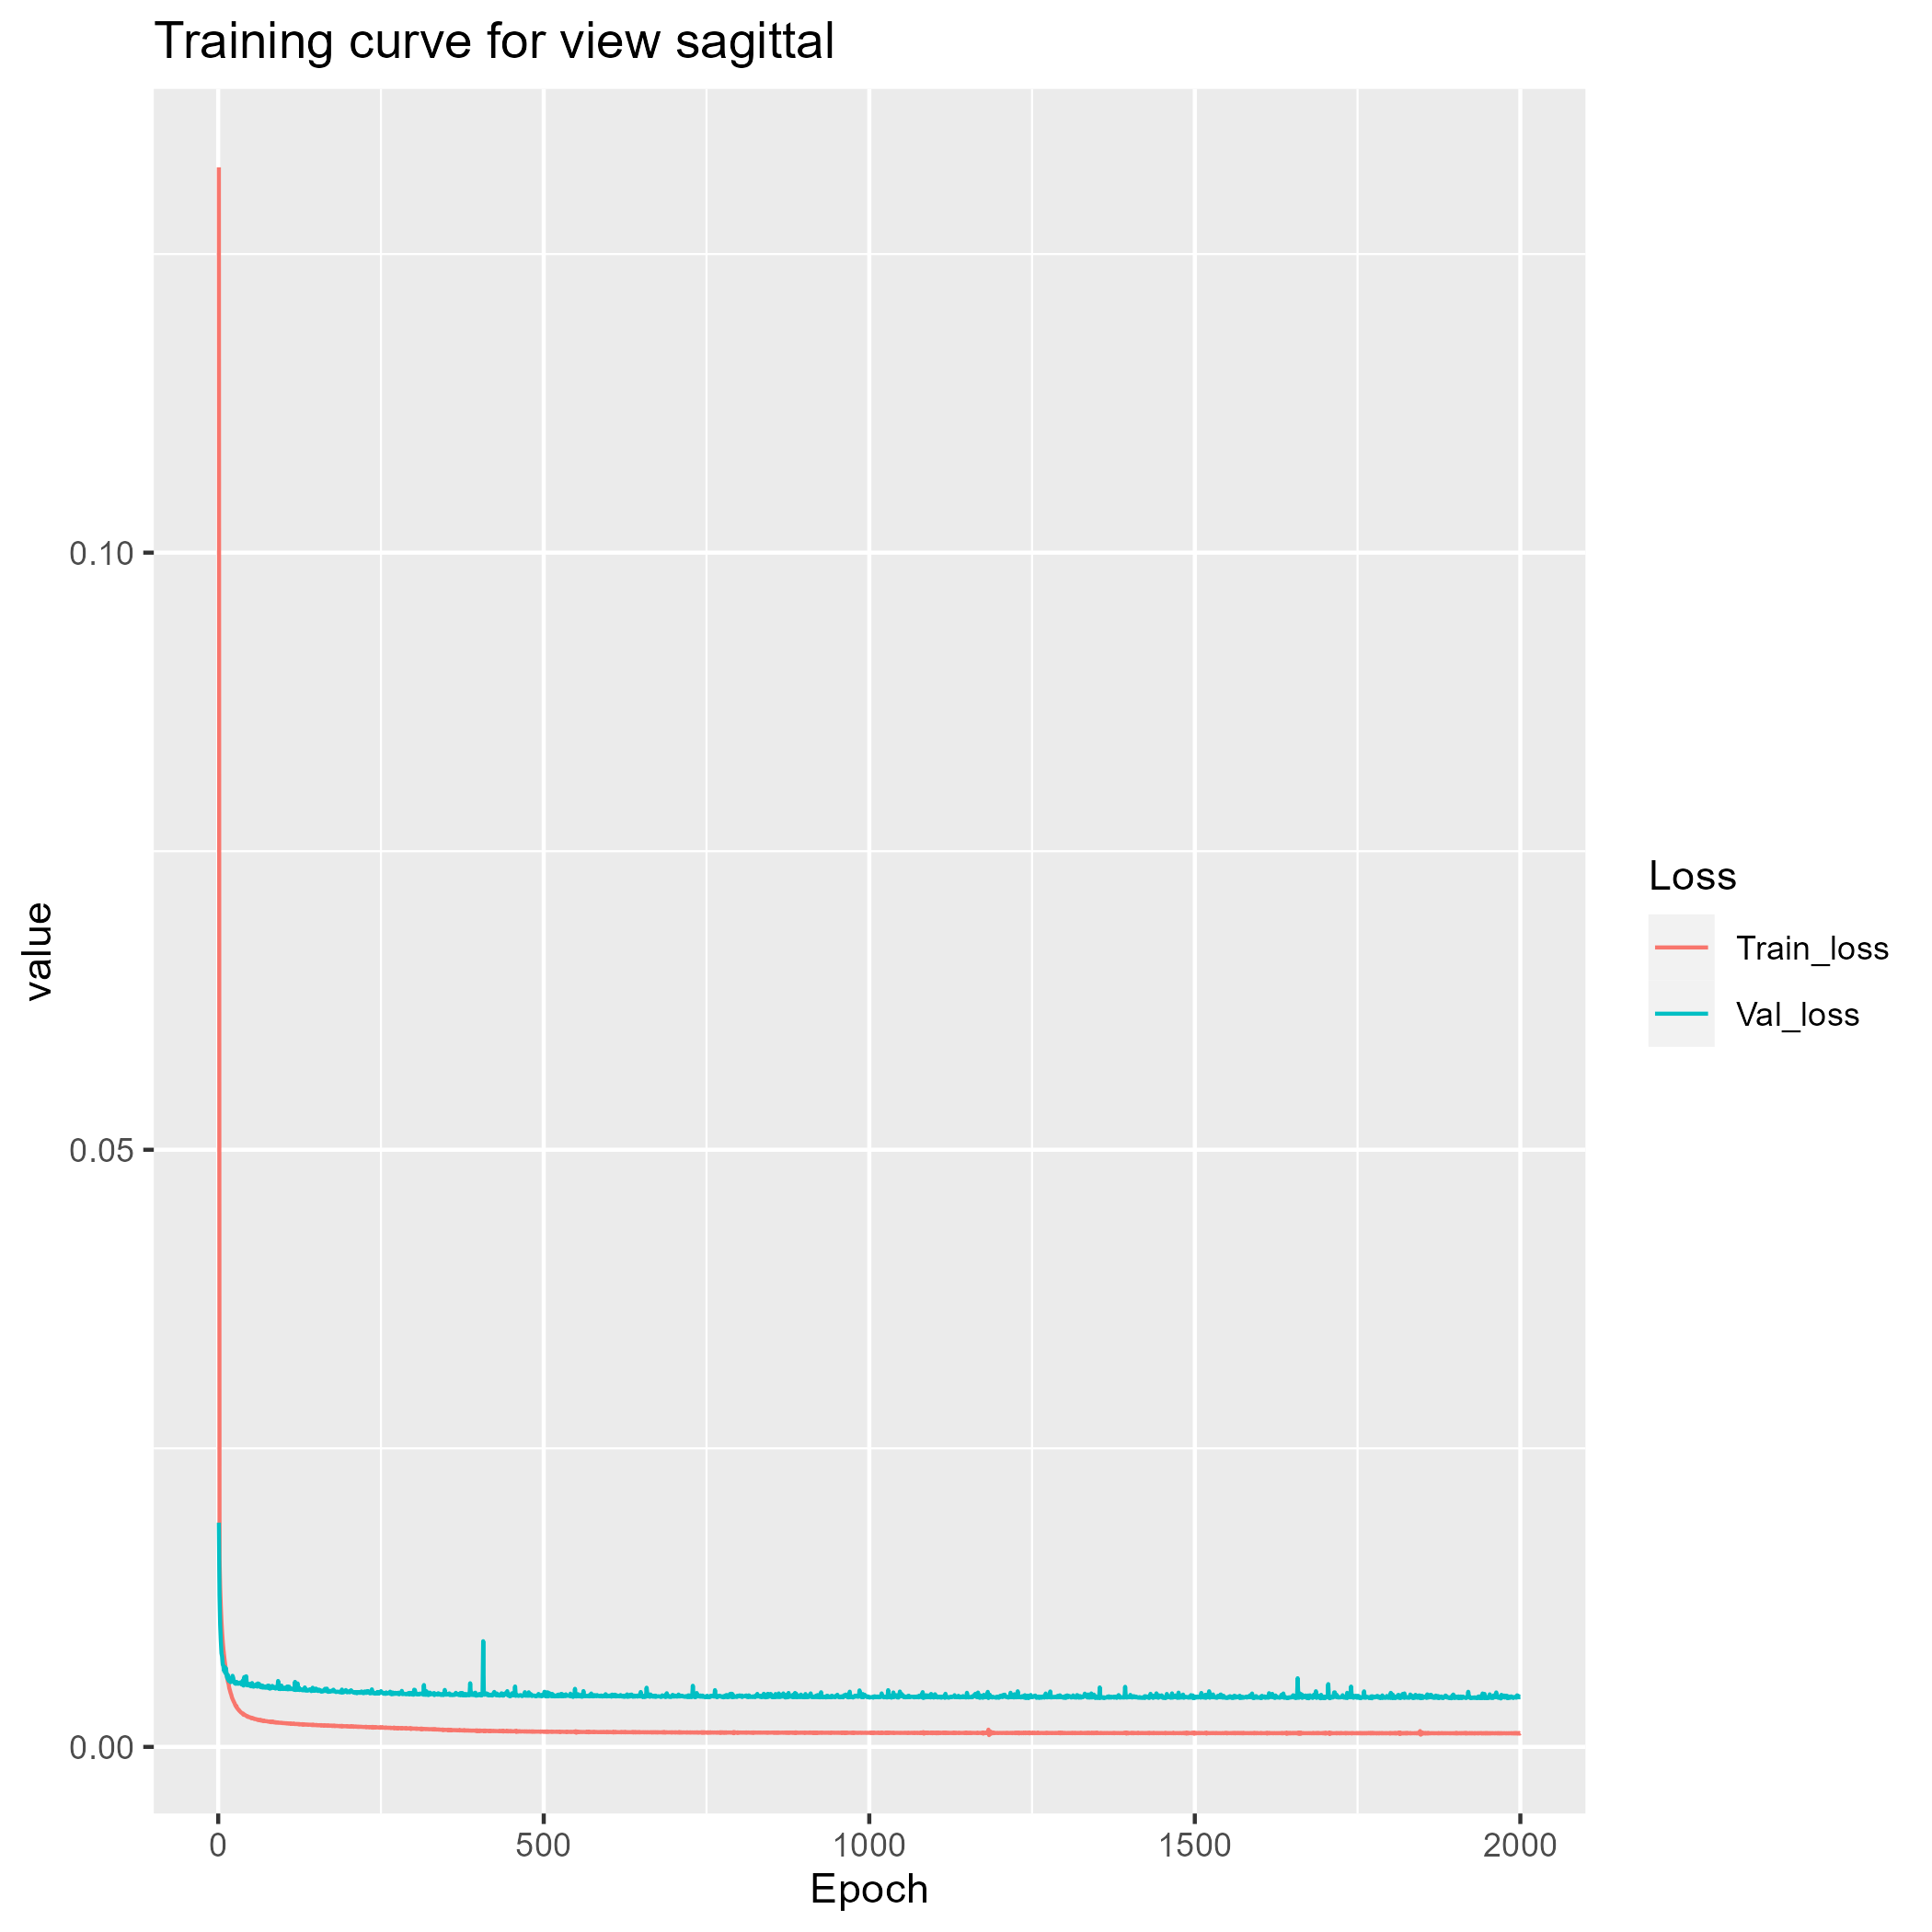 Training curve for view sagittal
0.10
0.05
0.00
value
0
500
1000
1500
2000
Epoch
Loss
Train_loss
Val_loss